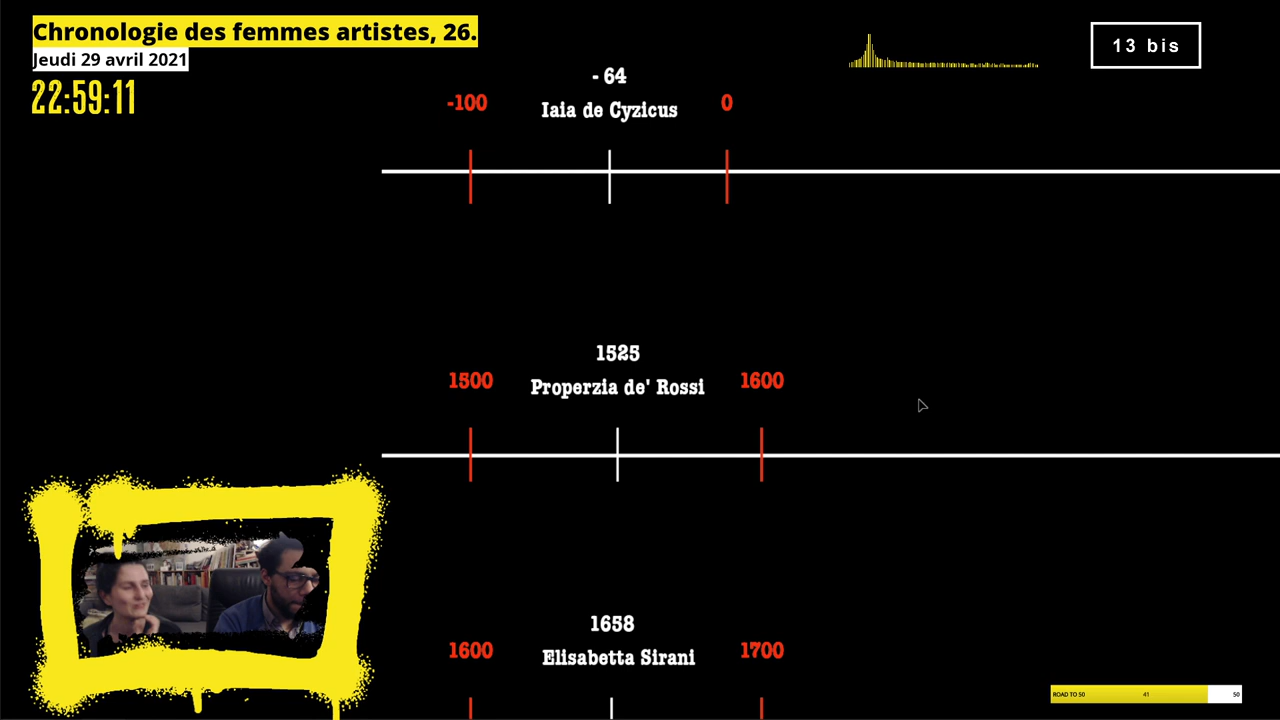 Chronologie des femmes artistes, 26.
Jeudi 29 avril 2021
22:59:11
13 bis
- 64
-100
Iaia de Cyzicus
0
1525
1500
Properzia de' Rossi
1600
1658
1600
Elisabetta Sirani
1700
ROAD TO 50
41
50